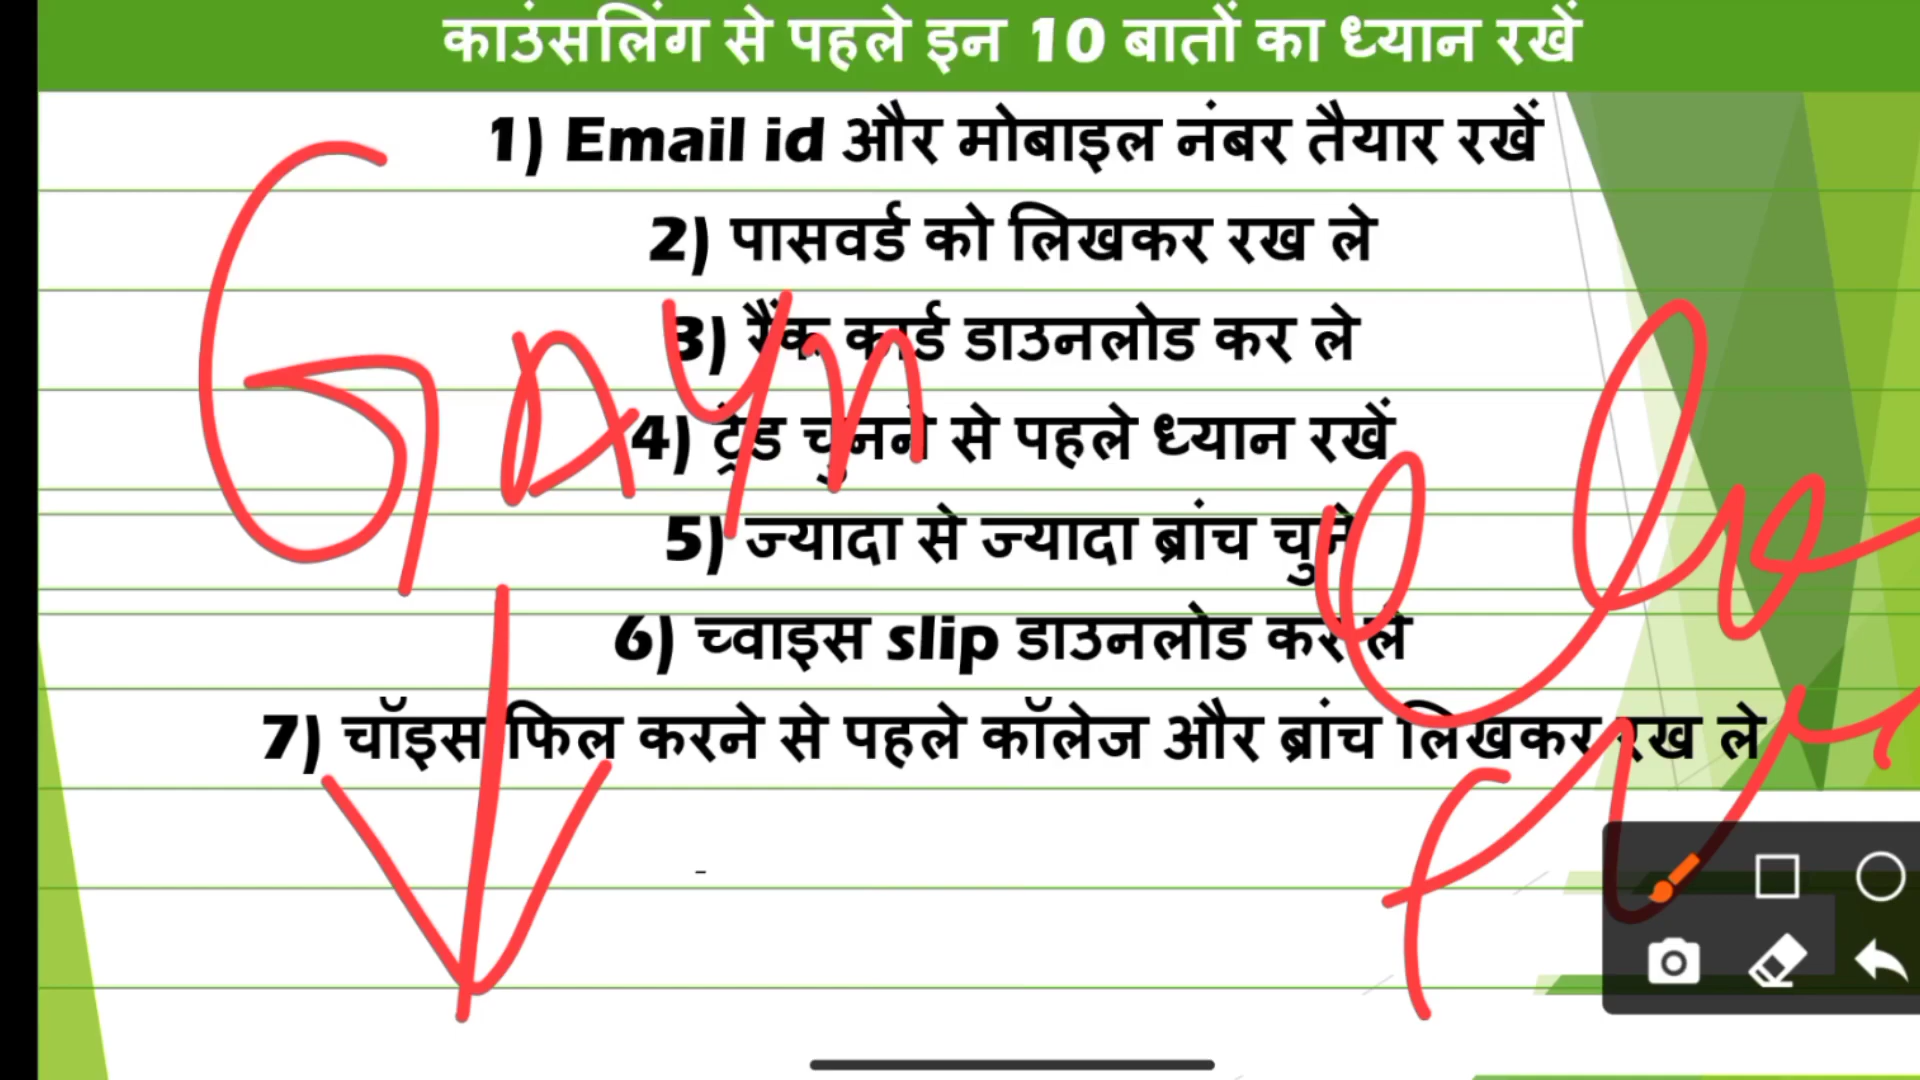 काउंसलिंग से पहले इन 10 बातों का ध्यान रखें
1) Email id और मोबाइल नंबर तैयार रखें
2) पासवर्ड को लिखकर रख ले
3) रैंक कार्ड डाउनलोड कर ले
4) ट्रेड चुनने से पहले ध्यान रखें
5) ज्यादा से ज्यादा ब्रांच चुने
6) च्वाइस slip डाउनलोड कर ले
7) चॉइस फिल करने से पहले कॉलेज और ब्रांच लिखकर रख ले